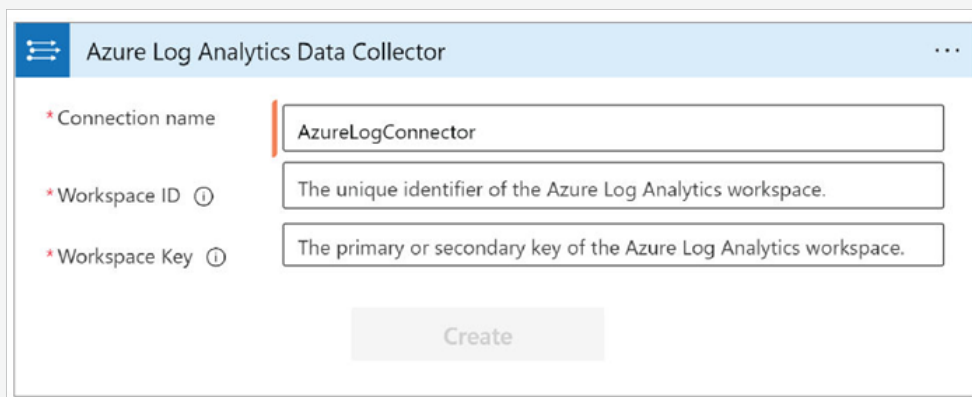 Azure Log Analytics Data Collector ...
* Connection name
AzureLogConnector
* Workspace ID
The unique identifier of the Azure Log Analytics workspace.
* Workspace Key
The primary or secondary key of the Azure Log Analytics workspace.
Create